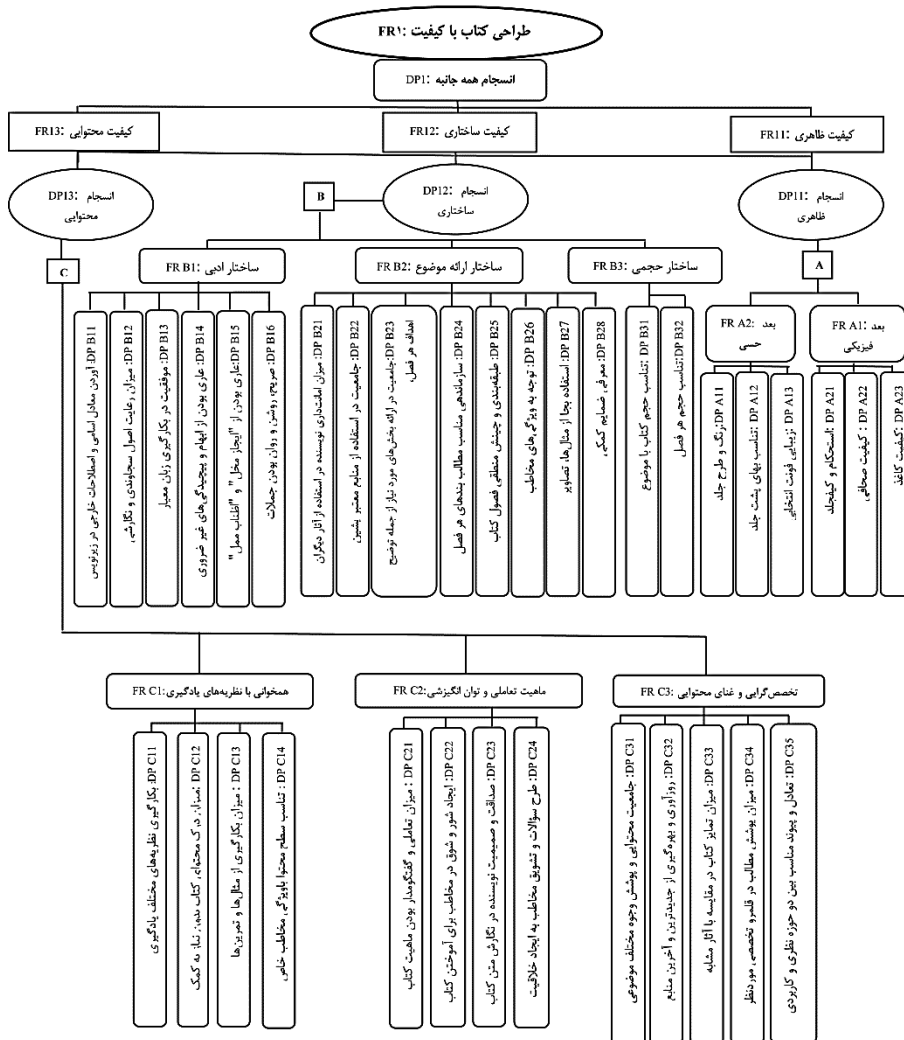 طراحی کتاب با کیفیت :FR۱
انسجام همه جانبه :DP1
کیفیت ظاهری :FR11
کیفیت ساختاری :FR12
کیفیت محتوایی :FR13
انسجام :DP11
ظاهری
انسجام :DP12
ساختاری
انسجام :DP13
محتوایی
A
B
C
بعد :FR A1
فیزیکی
بعد :FR A2
حسی
ساختار حجمی :FR B3
ساختار ارائه موضوع :FR B2
ساختار ادبی :FR B1
DP A23 :کیفیت کاغذ
DP A22 : کیفیت صحافی
DP A21 :استحکام و کیفجلد
DP A13 :زیبایی فونت انتخابی
DP A12 :تناسب بهای پشت جلد
DP A11 :رنگ و طرح جلد
DP B32 :تناسب حجم هر فصل
DP B31 :تناسب حجم کتاب با موضوع
DP B28: معرفی ضمایم کمکی
DP B27: استفاده بجا از مثال‌ها، تصاویر
DP B26: توجه به ویژگی‌های مخاطب
DP B25: طبقه‌بندی و چینش منطقی فصول کتاب
DP B24: سازماندهی مناسب مطالب بندهای هر فصل
DP B23:جامعیت در ارائه بخش‌های مورد نیاز از جمله توضیح
اهداف هر فصل،
DP B22: جامعیت در استفاده از منابع معتبر پیشین
DP B21: میزان امانت‌داری نویسنده در استفاده از آثار دیگران
DP B16 :صریح، روشن و روان بودن جملات
DP B15 :عاری بودن از "ایجاز مخل" و "اطناب ممل"
DP B14: عاری بودن از ابهام و پیچیدگی‌های غیر ضروری
DP B13: موفقیت در بکارگیری زبان معیار
DP B12: میزان رعایت اصول سجاوندی و نگارشی
DP B11: آوردن معادل اسامی و اصطلاحات خارجی در زیرنویس
تخصص‌گرایی و غنای محتوایی :FR C3
ماهیت تعاملی و توان انگیزشی:FR C2
همخوانی با نظریه‌های یادگیری:FR C1
DP C35: تعادل و پیوند مناسب بین دو حوزه نظری و کاربردی
DP C34: میزان پوشش مطالب در قلمرو تخصصی موردنظر
DP C33: میزان تمایز کتاب در مقایسه با آثار مشابه
DP C32: روزآوری و بهره‌گیری از جدیدترین و آخرین منابع
DP C31: جامعیت محتوایی و پوشش وجوه مختلف موضوعی
DP C24: طرح سؤالات و تشویق مخاطب به ایجاد خلاقیت
DP C23: صداقت و صمیمیت نویسنده در نگارش متن کتاب
DP C22: ایجاد شور و شوق در مخاطب برای آموختن کتاب
DP C21 : میزان تعاملی و گفتگومدار بودن ماهیت کتاب
DP C14 : تناسب سطح محتوا باویژگی مخاطب خاص
DP C13 : میزان بکارگیری از مثال‌ها و تمرین‌ها
DP C12 :میزان درک محتوای کتاب بدون نیاز به کمک
DP C11: بکارگیری نظریه‌های مختلف یادگیری